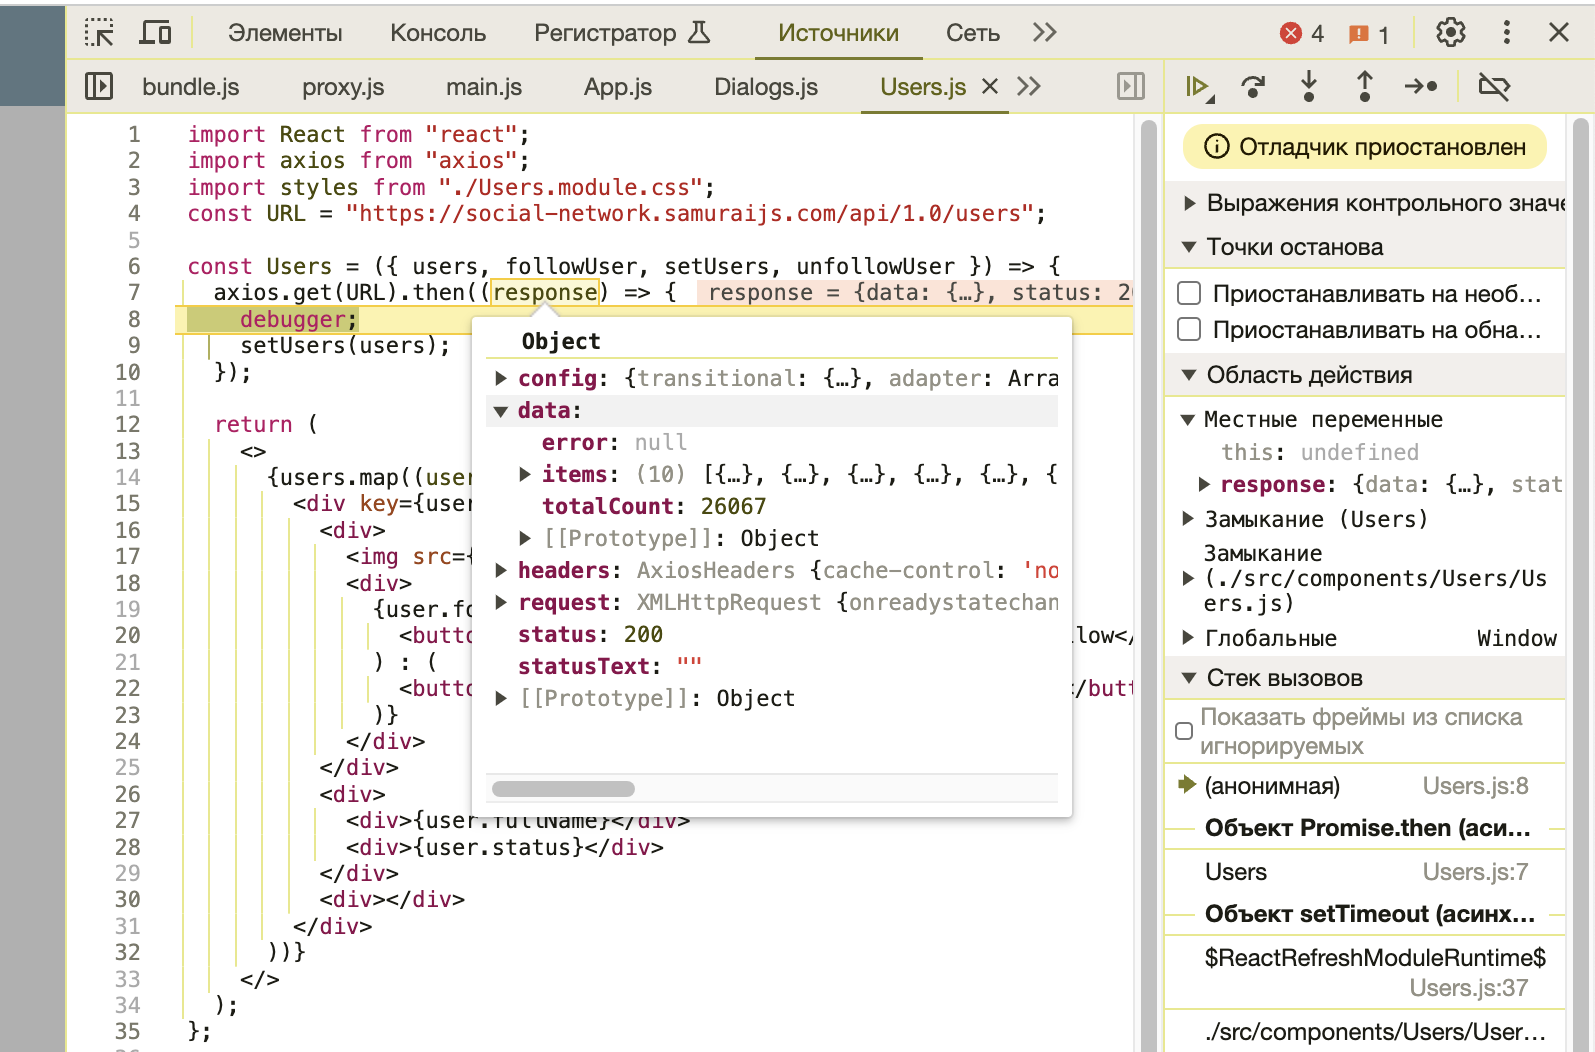 Элементы Консоль Регистратор Источники Сеть 4 1
bundle.js proxy.js main.js App.js Dialogs.js Users.js
1 import React from "react";
2 import axios from "axios";
3 import styles from "./Users.module.css";
4 const URL = "https://social-network.samuraijs.com/api/1.0/users";
5
6 const Users = ({ users, followUser, setUsers, unfollowUser }) => {
7 axios.get(URL).then((response) => { response = {data: {…}, status: 20
8 debugger;
9 setUsers(users);
10 });
11
12 return (
13 <>
14 {users.map((user
15 <div key={user
16 <div>
17 <img src={
18 <div>
19 {user.fo
20 <butto llow</
21 ) : (
22 <butto </butt
23 )}
24 </div>
25 </div>
26 <div>
27 <div>{user.fullName}</div>
28 <div>{user.status}</div>
29 </div>
30 <div></div>
31 </div>
32 ))}
33 </>
34 );
35 };
Object
config: {transitional: {…}, adapter: Arra
data:
error: null
items: (10) [{…}, {…}, {…}, {…}, {…}, {
totalCount: 26067
[[Prototype]]: Object
headers: AxiosHeaders {cache-control: 'no
request: XMLHttpRequest {onreadystatechan
status: 200
statusText: ""
[[Prototype]]: Object
Отладчик приостановлен
Выражения контрольного значе
Точки останова
Приостанавливать на необ…
Приостанавливать на обна…
Область действия
Местные переменные
this: undefined
response: {data: {…}, stat
Замыкание (Users)
Замыкание
(./src/components/Users/Us
ers.js)
Глобальные Window
Стек вызовов
Показать фреймы из списка
игнорируемых
(анонимная) Users.js:8
Объект Promise.then (аси…
Users Users.js:7
Объект setTimeout (асинх…
$ReactRefreshModuleRuntime$
Users.js:37
./src/components/Users/User…